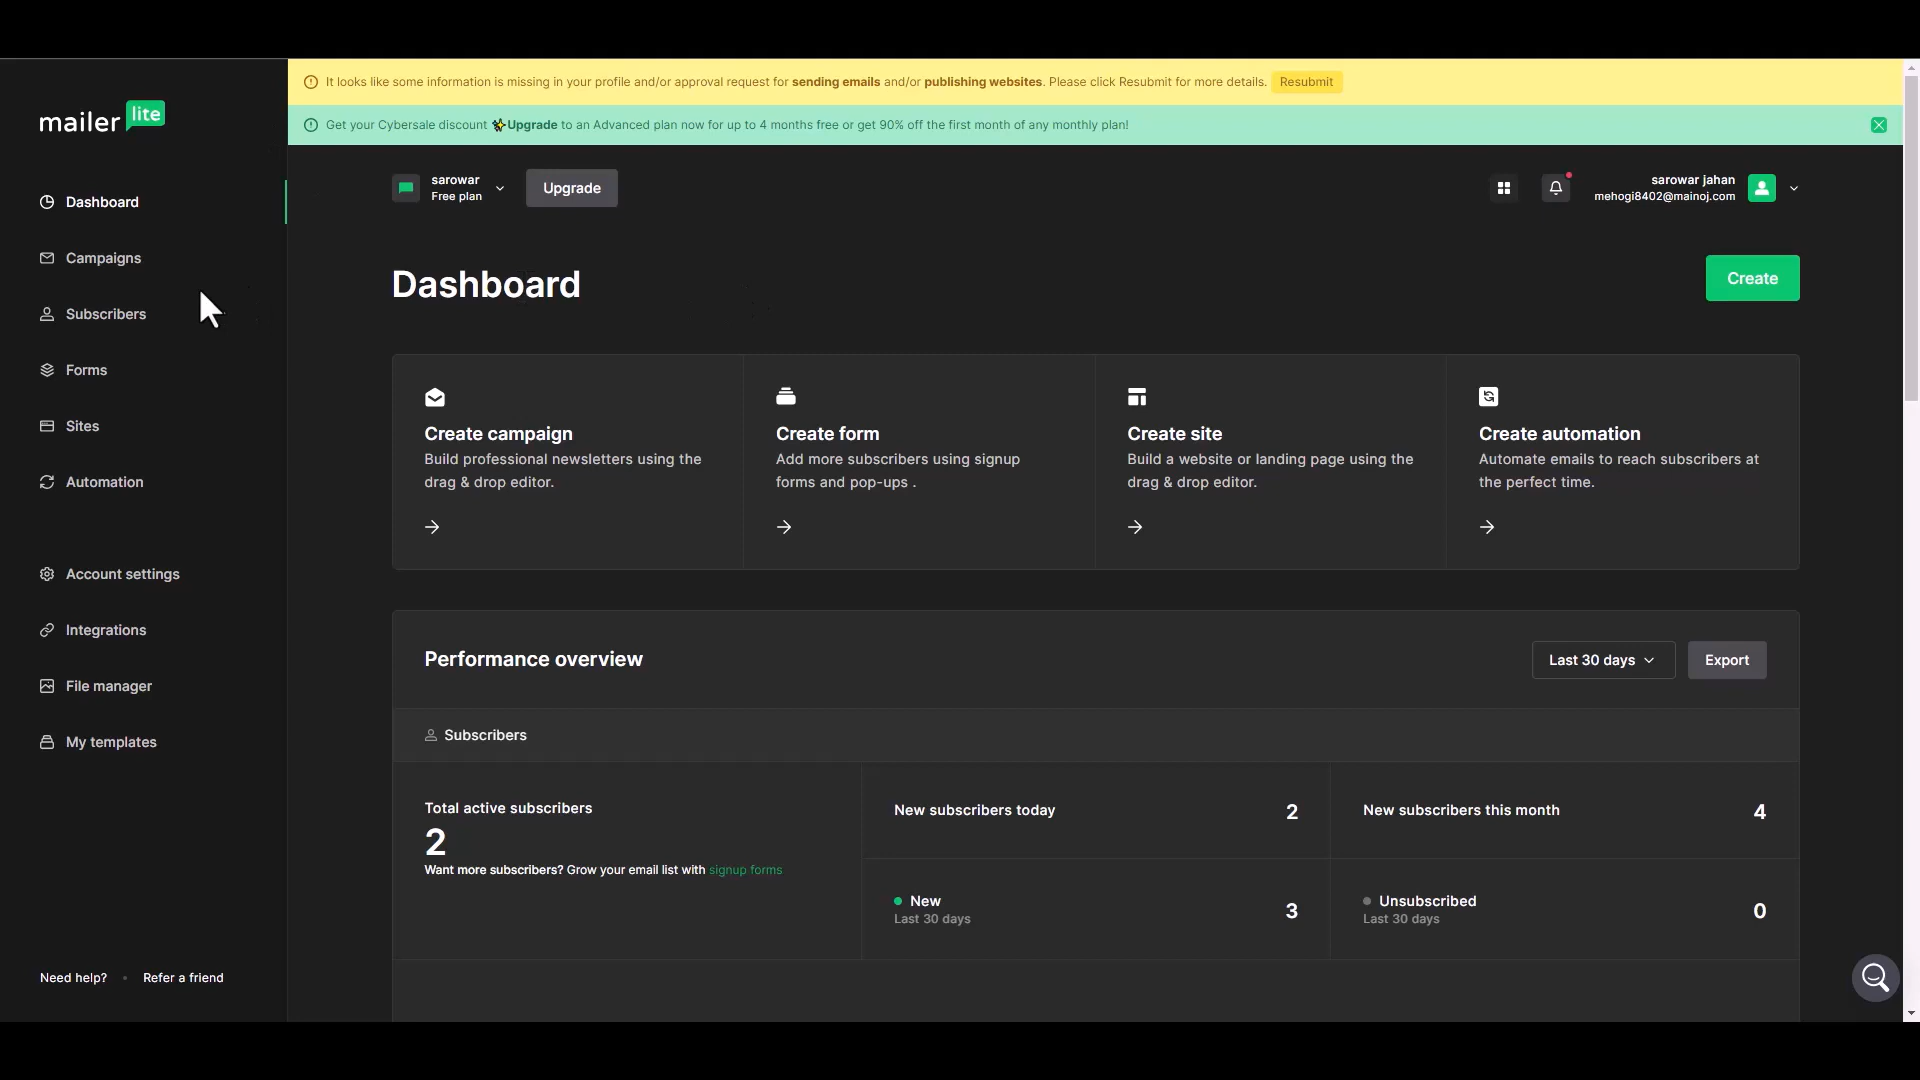 It looks like some information is missing in your profile and/or approval request for sending emails and/or publishing websites. Please click Resubmit for more details. Resubmit
mailer lite
Get your Cybersale discount ✨Upgrade to an Advanced plan now for up to 4 months free or get 90% off the first month of any monthly plan!
sarowar
Free plan
Upgrade
sarowar jahan
mehogi8402@mainoj.com
Dashboard
Campaigns
Subscribers
Forms
Sites
Automation
Account settings
Integrations
File manager
My templates
Need help? • Refer a friend
Dashboard
Create
Create campaign
Build professional newsletters using the
drag & drop editor.
Create form
Add more subscribers using signup
forms and pop-ups .
Create site
Build a website or landing page using the
drag & drop editor.
Create automation
Automate emails to reach subscribers at
the perfect time.
Performance overview
Last 30 days
Export
Subscribers
Total active subscribers
2
Want more subscribers? Grow your email list with signup forms
New subscribers today 2
New subscribers this month 4
New
Last 30 days
3
Unsubscribed
Last 30 days
0